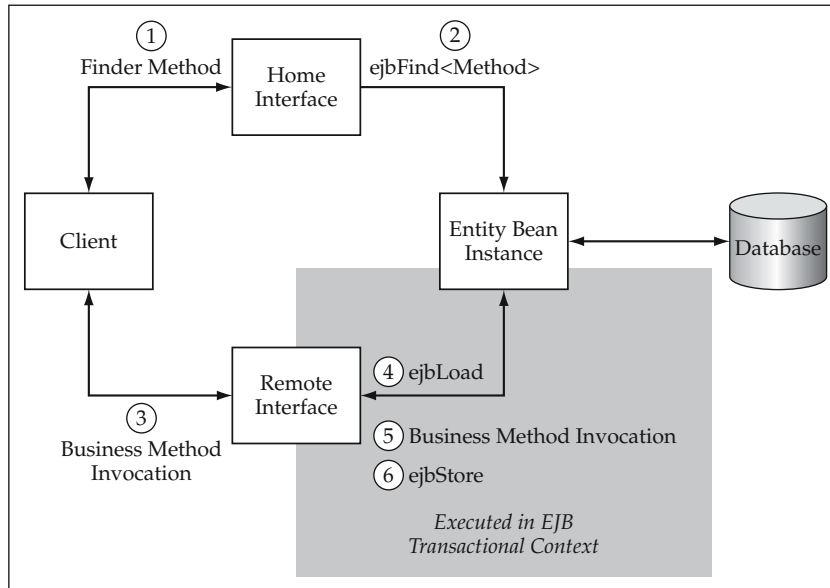 1
Finder Method
Home
Interface
2
ejbFind<Method>
Client
Entity Bean
Instance
Database
3
Business Method
Invocation
Remote
Interface
4 ejbLoad
5 Business Method Invocation
6 ejbStore
Executed in EJB
Transactional Context